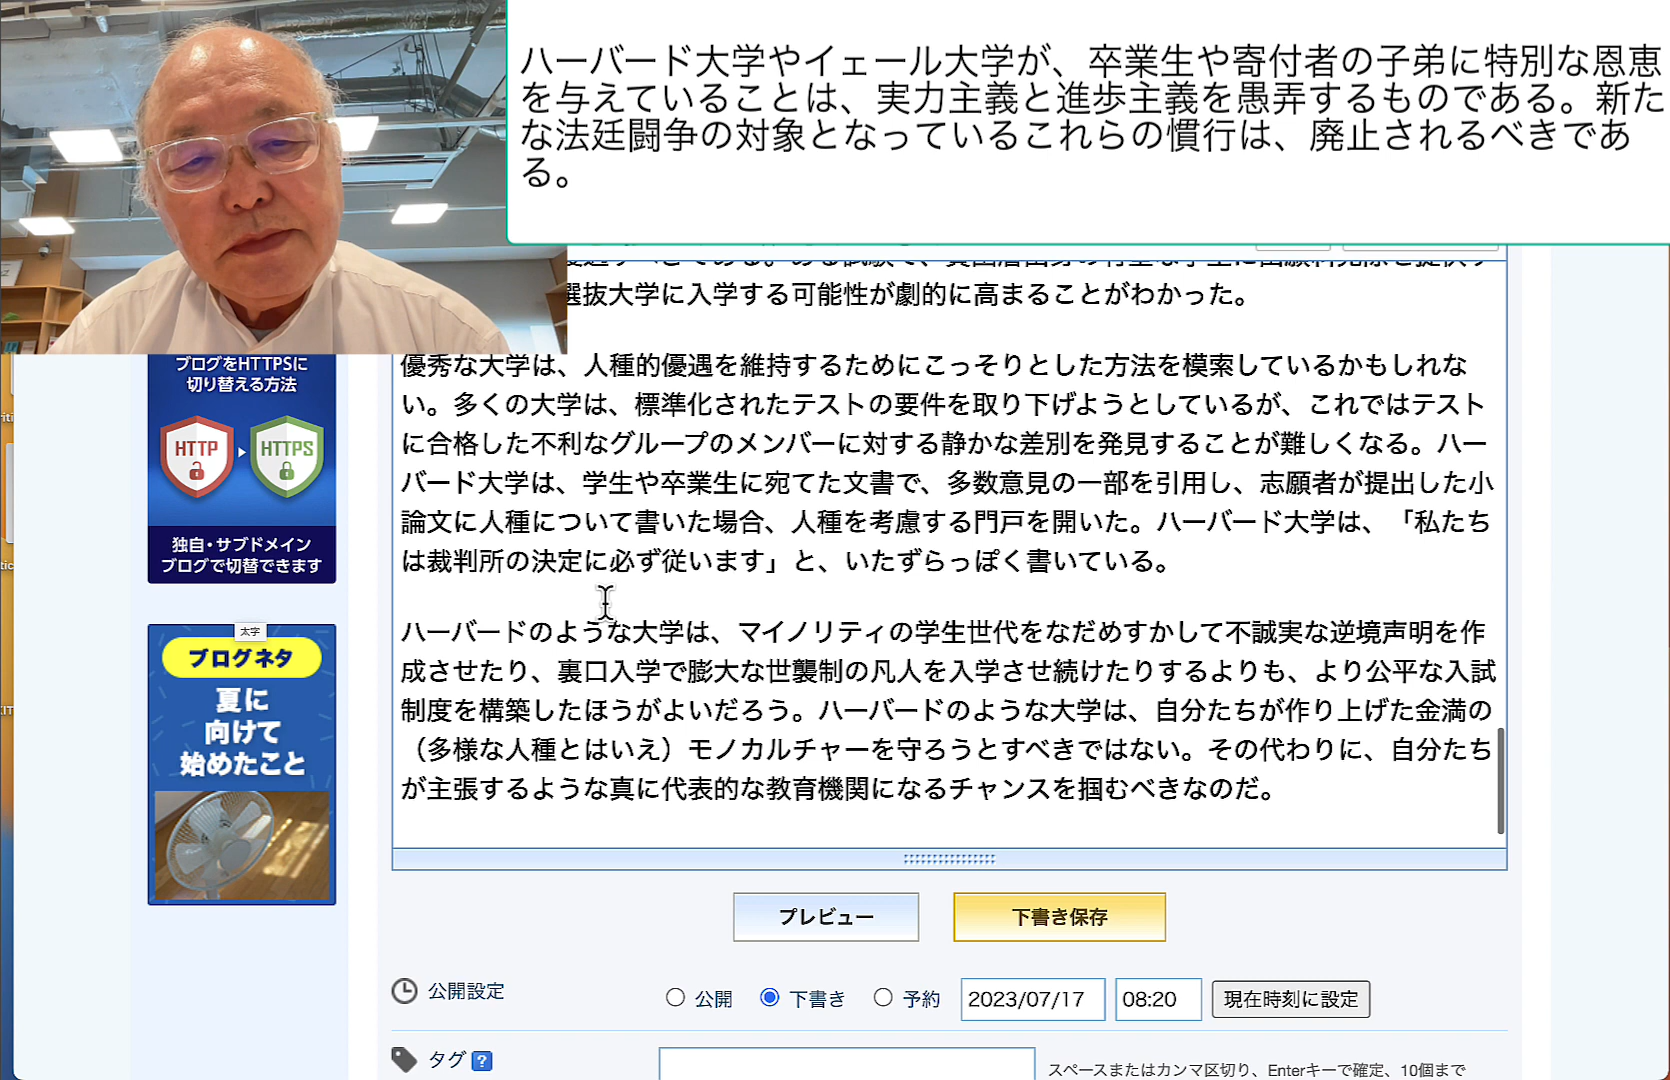 ハーバード大学やイェール大学が、卒業生や寄付者の子弟に特別な恩恵
を与えていることは、実力主義と進歩主義を愚弄するものである。新た
な法廷闘争の対象となっているこれらの慣行は、廃止されるべきであ
る。
選抜大学に入学する可能性が劇的に高まることがわかった。
優秀な大学は、人種的優遇を維持するためにこっそりとした方法を模索しているかもしれな
い。多くの大学は、標準化されたテストの要件を取り下げようとしているが、これではテスト
に合格した不利なグループのメンバーに対する静かな差別を発見することが難しくなる。ハー
バード大学は、学生や卒業生に宛てた文書で、多数意見の一部を引用し、志願者が提出した小
論文に人種について書いた場合、人種を考慮する門戸を開いた。ハーバード大学は、「私たち
は裁判所の決定に必ず従います」と、いたずらっぽく書いている。
ハーバードのような大学は、マイノリティの学生世代をなだめすかして不誠実な逆境声明を作
成させたり、裏口入学で膨大な世襲制の凡人を入学させ続けたりするよりも、より公平な入試
制度を構築したほうがよいだろう。ハーバードのような大学は、自分たちが作り上げた金満の
（多様な人種とはいえ）モノカルチャーを守ろうとすべきではない。その代わりに、自分たち
が主張するような真に代表的な教育機関になるチャンスを掴むべきなのだ。
ブログをHTTPSに
切り替える方法
HTTP
HTTPS
独自・サブドメイン
ブログで切替できます
太字
ブログネタ
夏に
向けて
始めたこと
プレビュー
下書き保存
公開設定
公開
下書き
予約
2023/07/17
08:20
現在時刻に設定
タグ
?
スペースまたはカンマ区切り、Enterキーで確定、10個まで